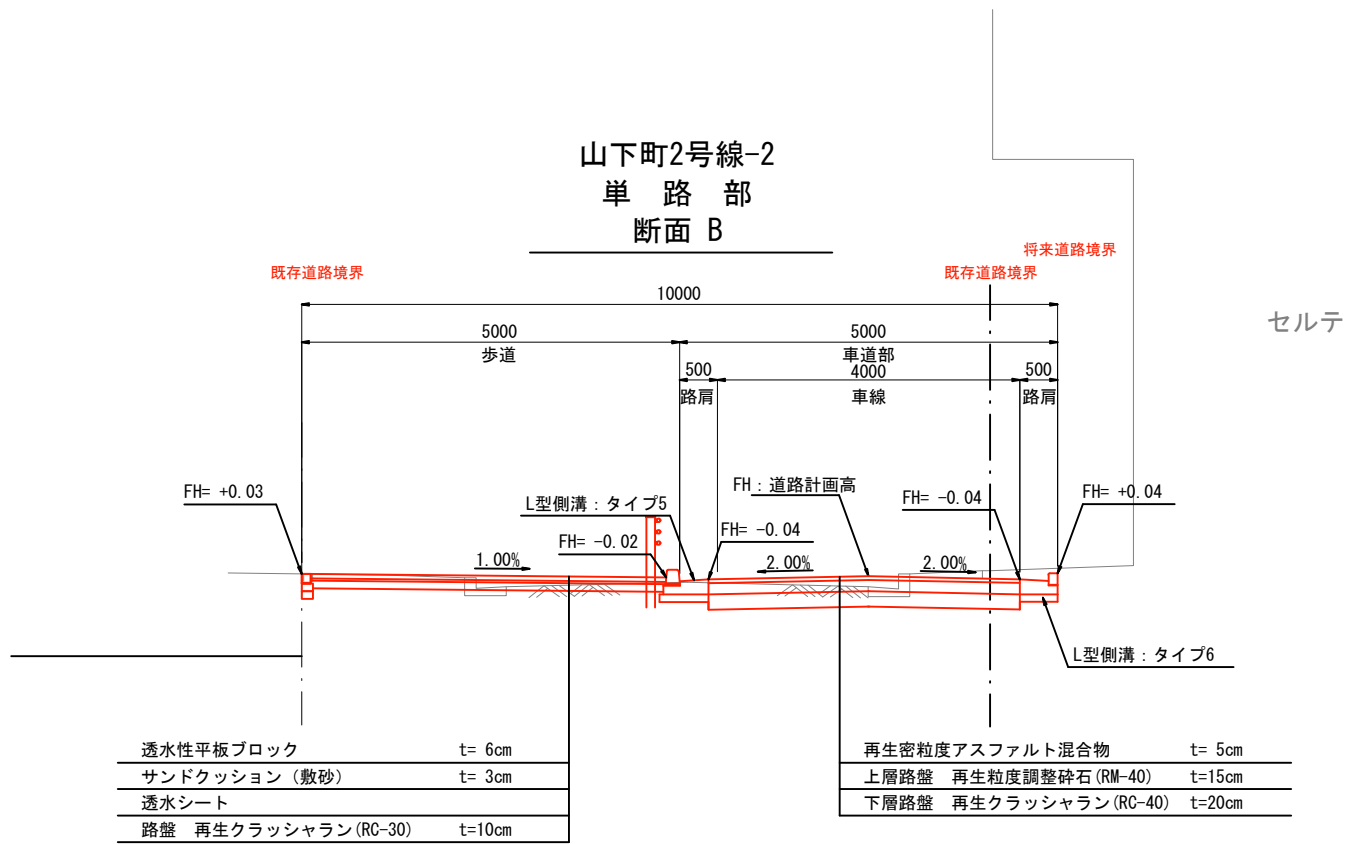 山下町2号線-2
単 路 部
断面 B
将来道路境界
既存道路境界
既存道路境界
10000
セルテ
5000
5000
歩道
車道部
500
4000
500
路肩
車線
路肩
FH= +0.03
L型側溝：タイプ5
FH：道路計画高
FH= -0.04
FH= +0.04
FH= -0.02
FH= -0.04
1.00%
2.00%
2.00%
L型側溝：タイプ6
透水性平板ブロック t= 6cm
サンドクッション（敷砂） t= 3cm
透水シート
路盤 再生クラッシャラン(RC-30) t=10cm
再生密粒度アスファルト混合物 t= 5cm
上層路盤 再生粒度調整砕石(RM-40) t=15cm
下層路盤 再生クラッシャラン(RC-40) t=20cm